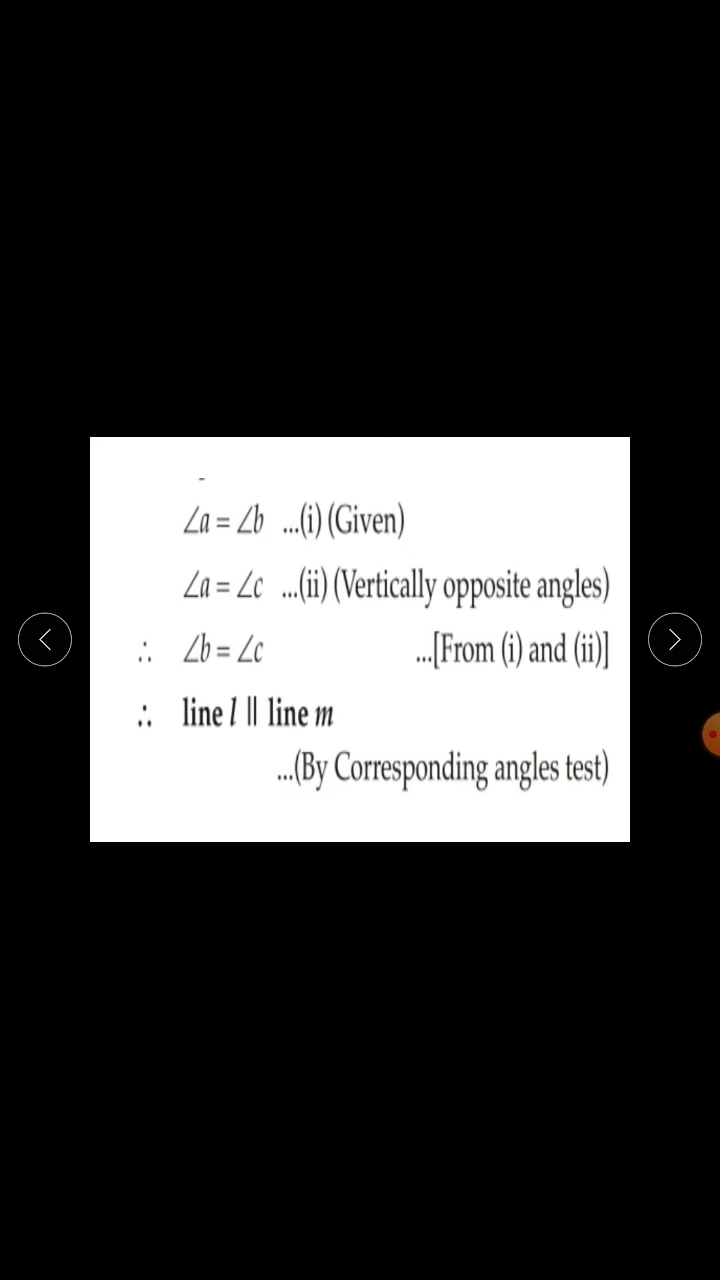 ∠a = ∠b ...(i) (Given)
∠a = ∠c ...(ii) (Vertically opposite angles)
∴ ∠b = ∠c ...[From (i) and (ii)]
∴ line l || line m
...(By Corresponding angles test)